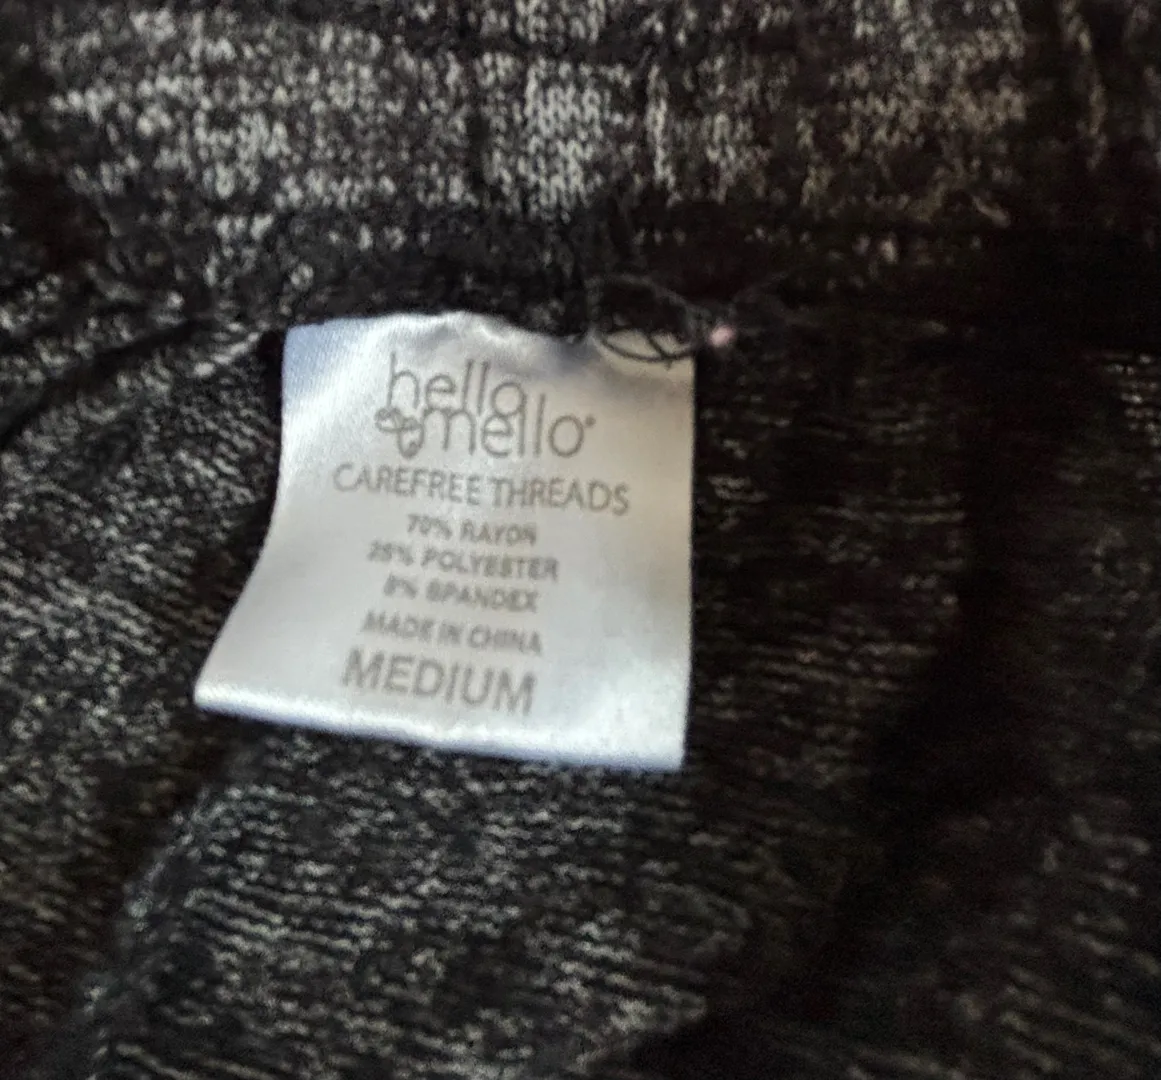 hello
mello®
CAREFREE THREADS
70% RAYON
25% POLYESTER
5% SPANDEX
MADE IN CHINA
MEDIUM